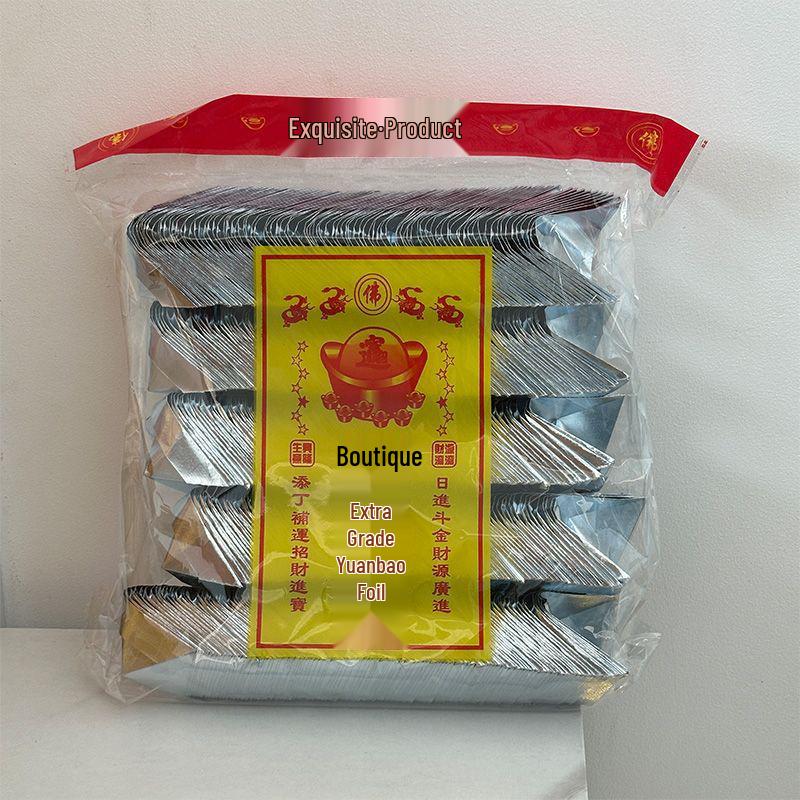 Exquisite·Product
佛
佛
生意興隆
Boutique
財源滾滾
添丁補運招財進寶
Extra
Grade
Yuanbao
Foil
日進斗金財源廣進